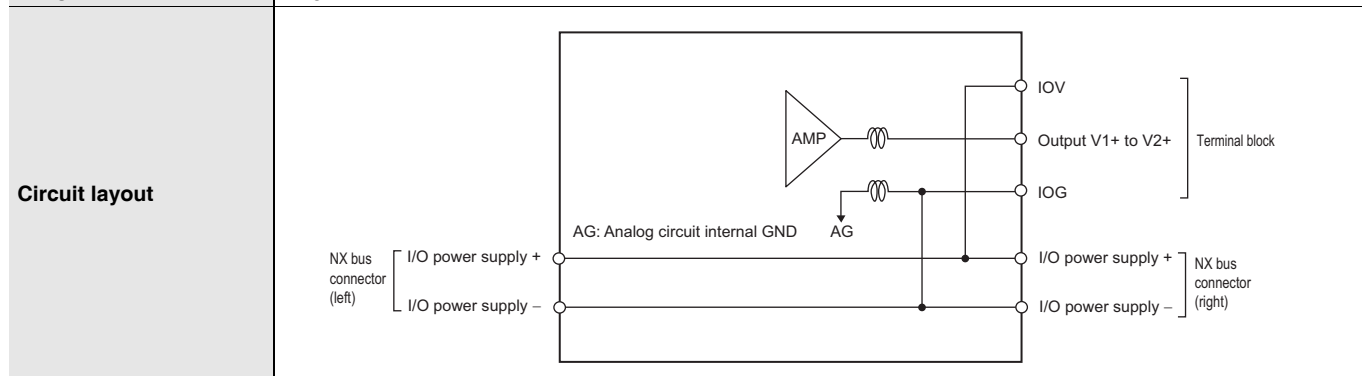 Circuit layout
IOV
AMP
Output V1+ to V2+
Terminal block
IOG
AG: Analog circuit internal GND
AG
NX bus
connector
(left)
I/O power supply +
I/O power supply −
I/O power supply +
I/O power supply −
NX bus
connector
(right)